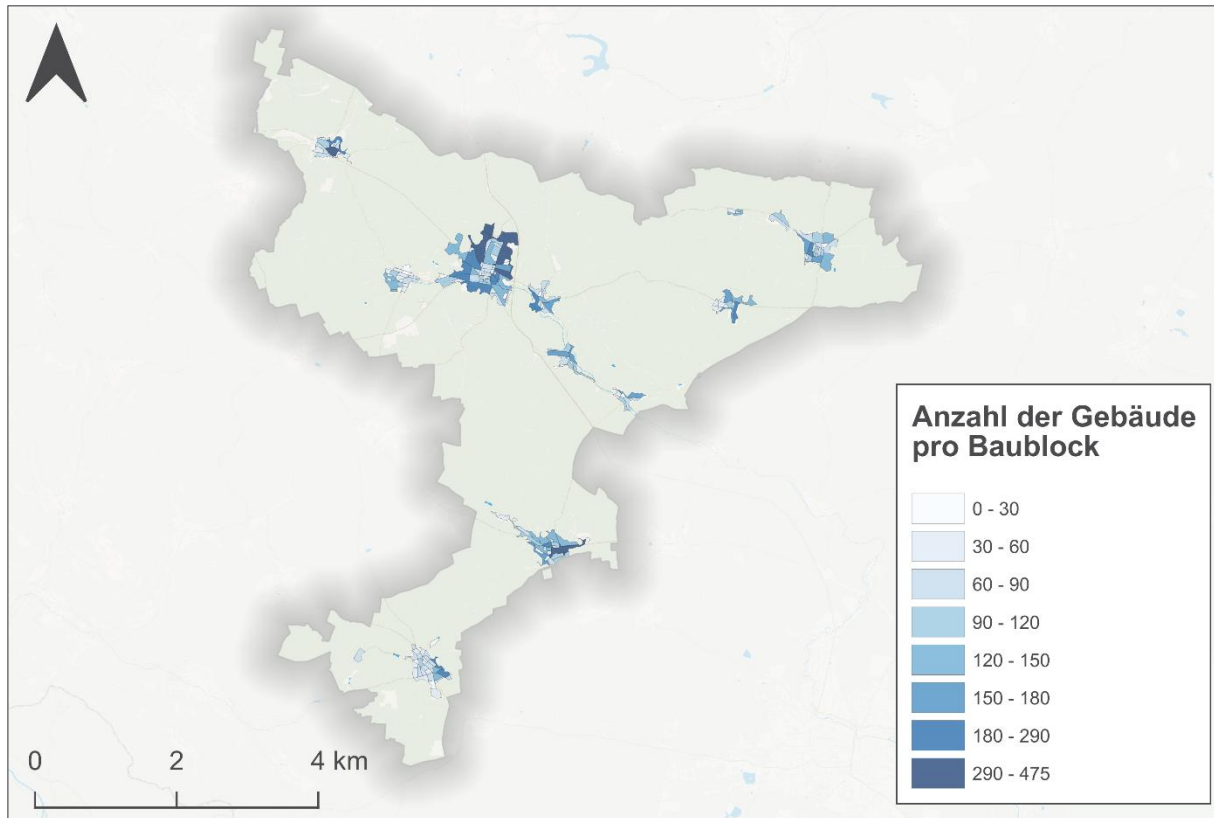 Anzahl der Gebäude
pro Baublock
0 - 30
30 - 60
60 - 90
90 - 120
120 - 150
150 - 180
180 - 290
290 - 475
0 2 4 km